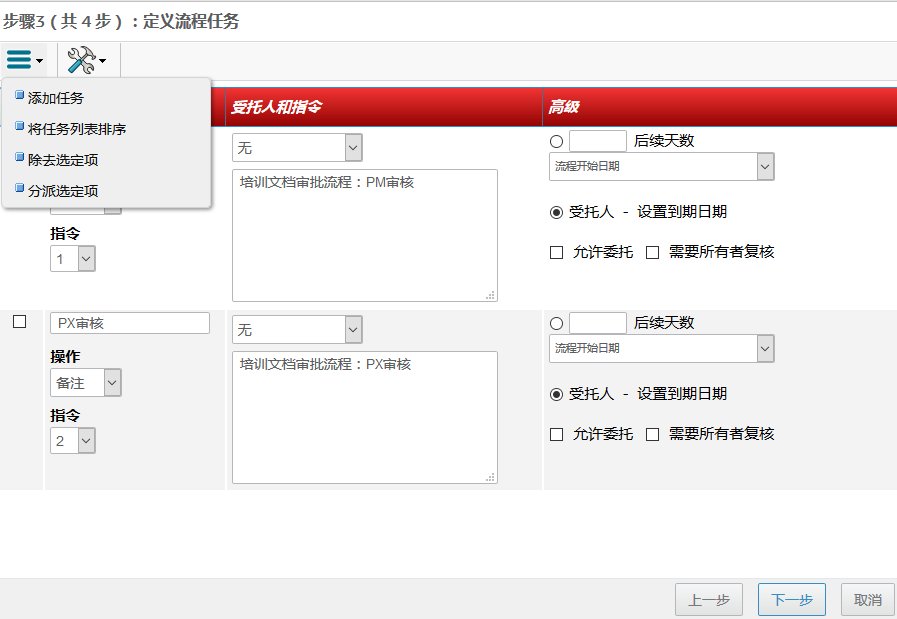 步骤3（共 4 步）：定义流程任务
添加任务
将任务列表排序
除去选定项
分派选定项
受托人和指令
高级
无
培训文档审批流程：PM审核
后续天数
流程开始日期
受托人 - 设置到期日期
允许委托 需要所有者复核
指令
1
PX审核
操作
备注
指令
2
无
培训文档审批流程：PX审核
后续天数
流程开始日期
受托人 - 设置到期日期
允许委托 需要所有者复核
上一步 下一步 取消